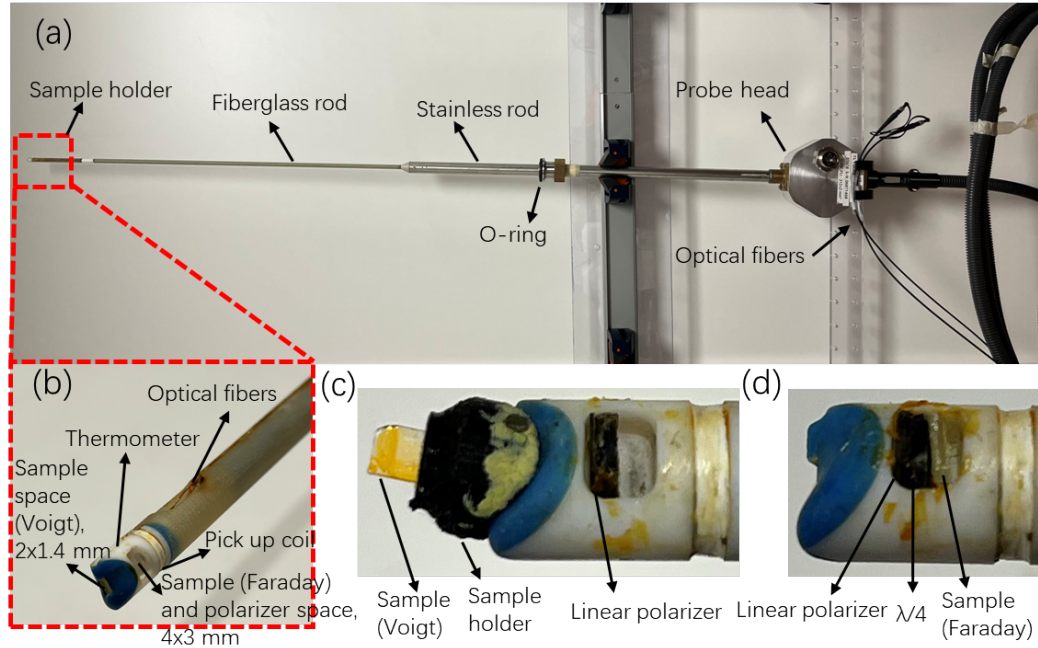 (a)
Sample holder
Fiberglass rod
Stainless rod
Probe head
O-ring
Optical fibers
(b)
Optical fibers
Thermometer
Sample
space
(Voigt),
2x1.4 mm
Pick up coil
Sample (Faraday)
and polarizer space,
4x3 mm
(c)
Sample
(Voigt)
Sample
holder
Linear polarizer
(d)
Linear polarizer
λ/4
Sample
(Faraday)